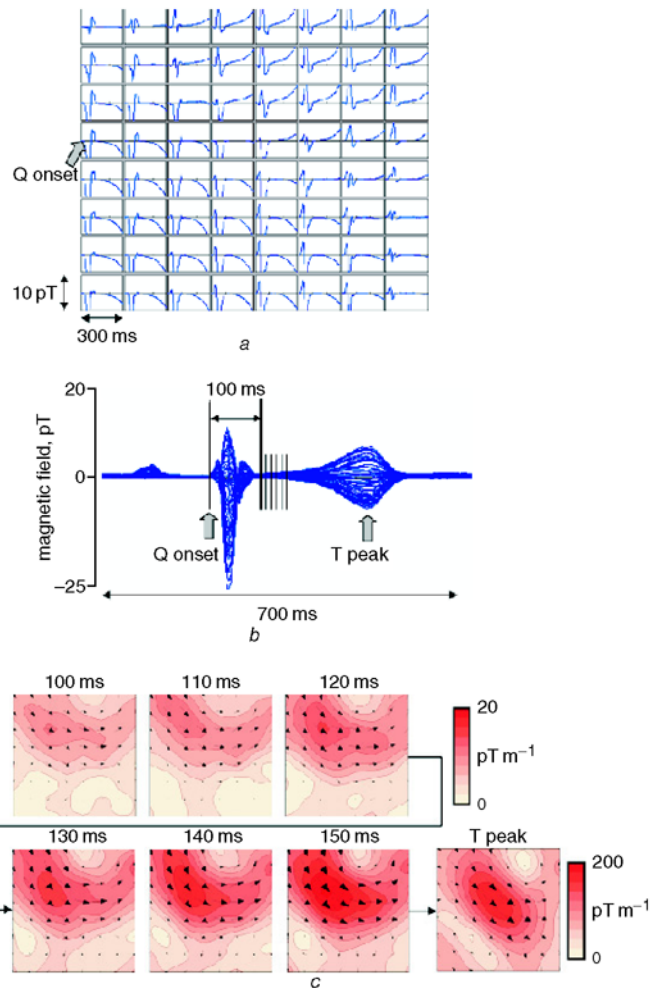 Q onset
10 pT
300 ms
a
20
100 ms
magnetic field, pT
0
Q onset
T peak
−25
700 ms
b
100 ms 110 ms 120 ms
20
pT m−1
0
130 ms 140 ms 150 ms T peak
200
pT m−1
0
c